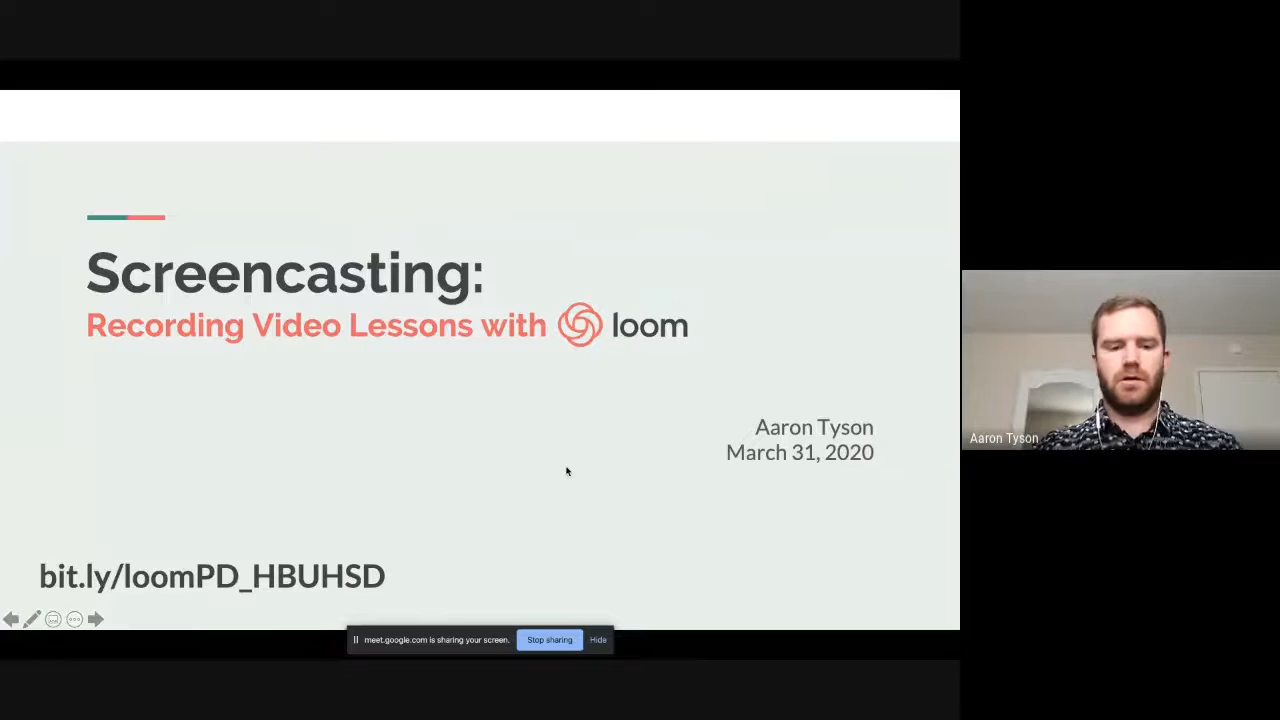 Screencasting:
Recording Video Lessons with loom
Aaron Tyson
March 31, 2020
Aaron Tyson
bit.ly/loomPD_HBUHSD
meet.google.com is sharing your screen. Stop sharing Hide